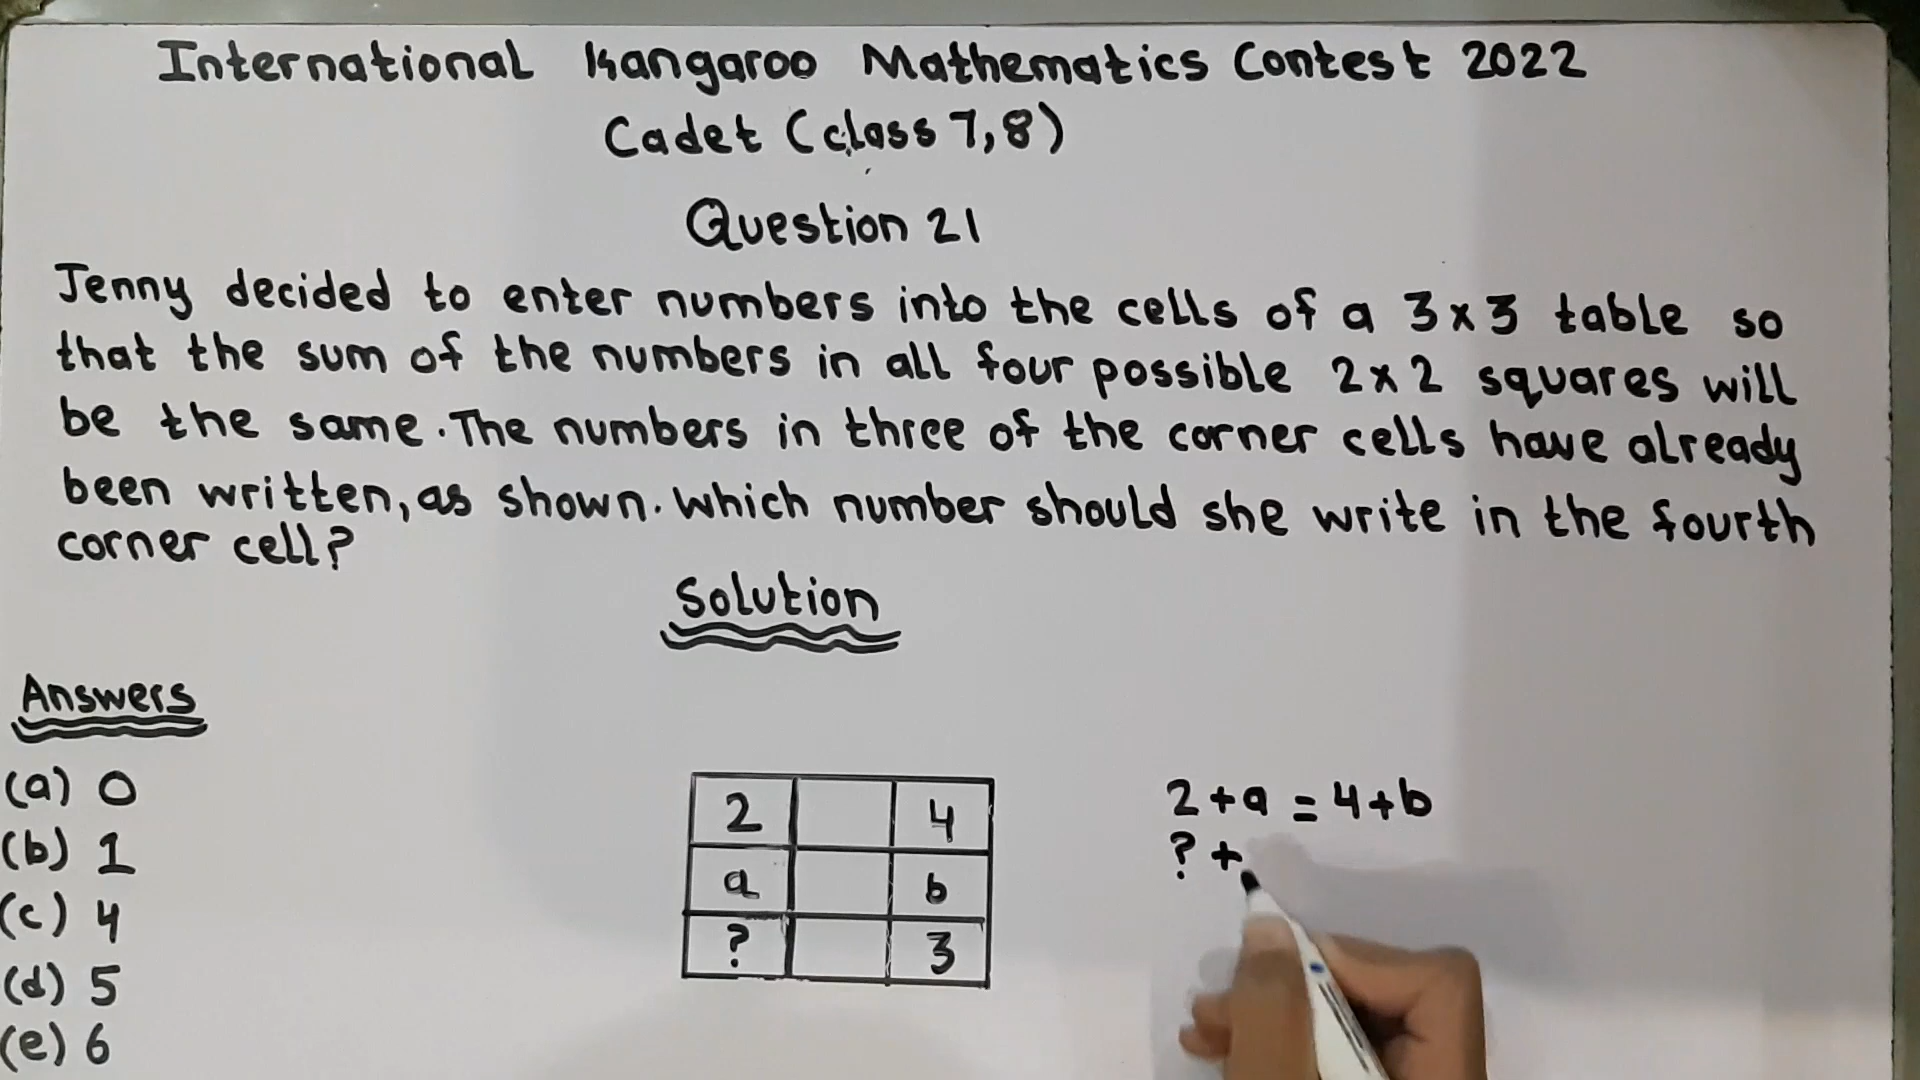 International Kangaroo Mathematics Contest 2022
Cadet (class 7,8)
Question 21
Jenny decided to enter numbers into the cells of a 3x3 table so
that the sum of the numbers in all four possible 2x2 squares will
be the same. The numbers in three of the corner cells have already
been written, as shown. which number should she write in the fourth
corner cell?
Solution
Answers
(a) 0
(b) 1
(c) 4
(d) 5
(e) 6
2 4
a b
? 3
2+a = 4+b
? +